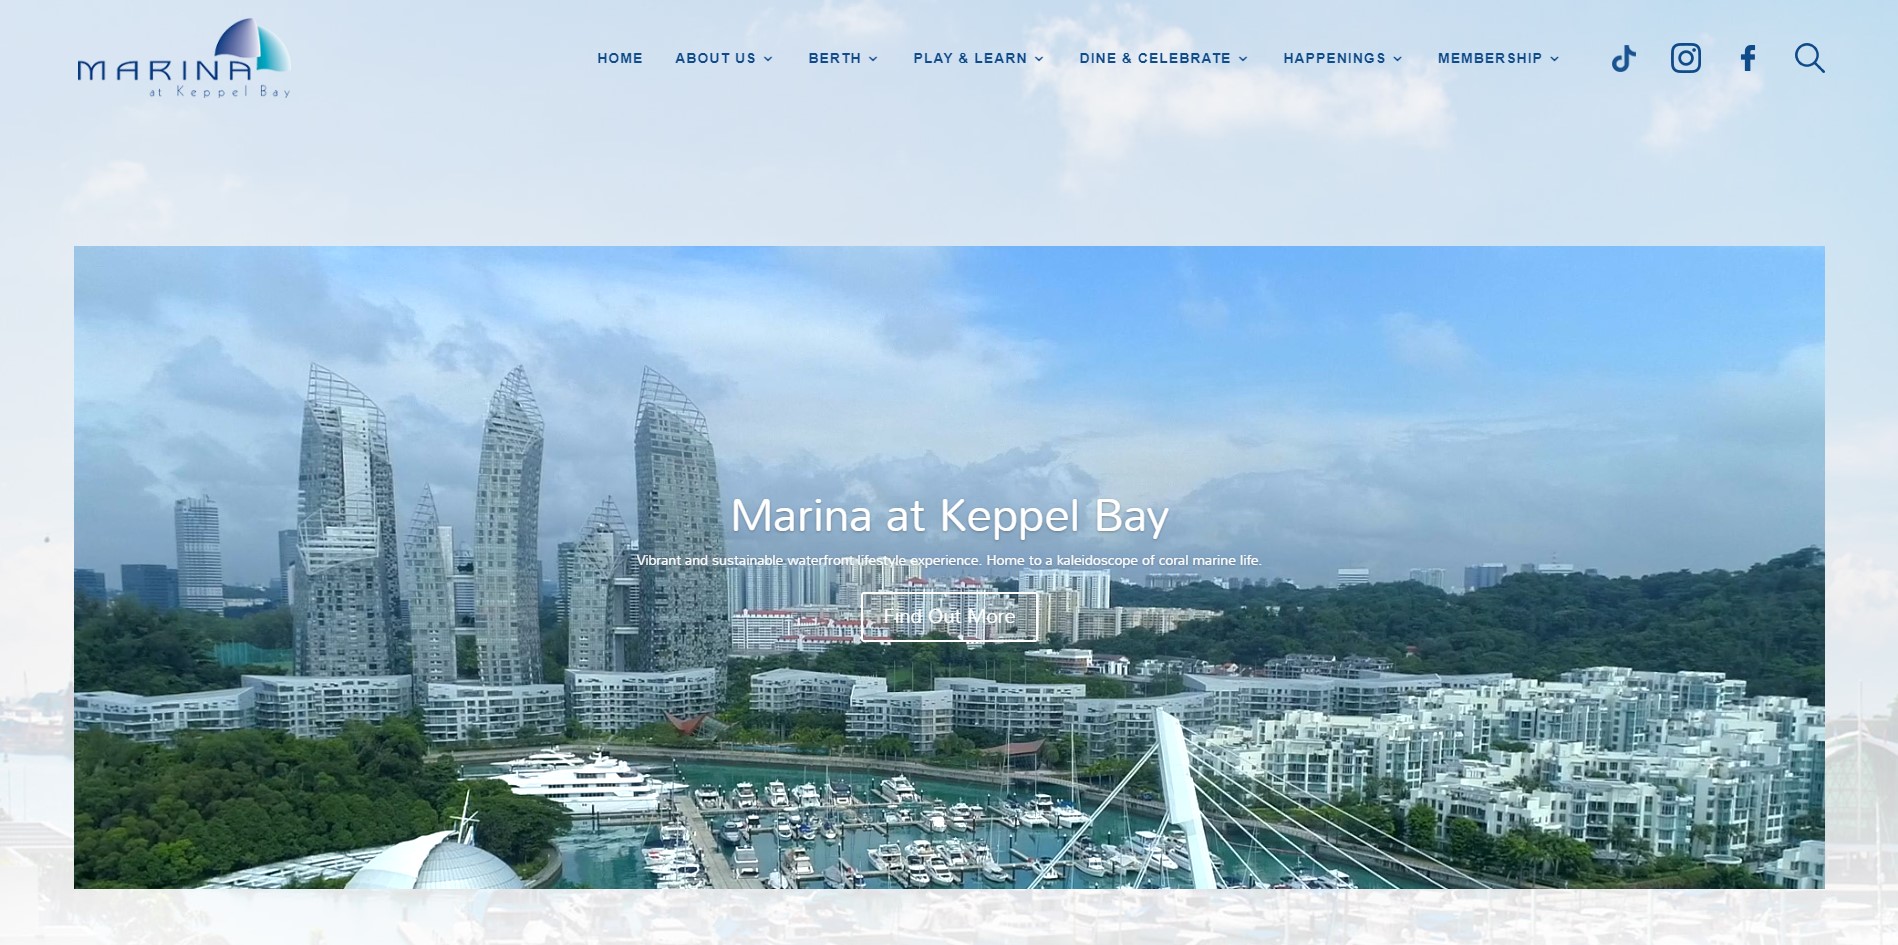 MARINA
at Keppel Bay
HOME ABOUT US BERTH PLAY & LEARN DINE & CELEBRATE HAPPENINGS MEMBERSHIP
Marina at Keppel Bay
Vibrant and sustainable waterfront lifestyle experience. Home to a kaleidoscope of coral marine life.
Find Out More